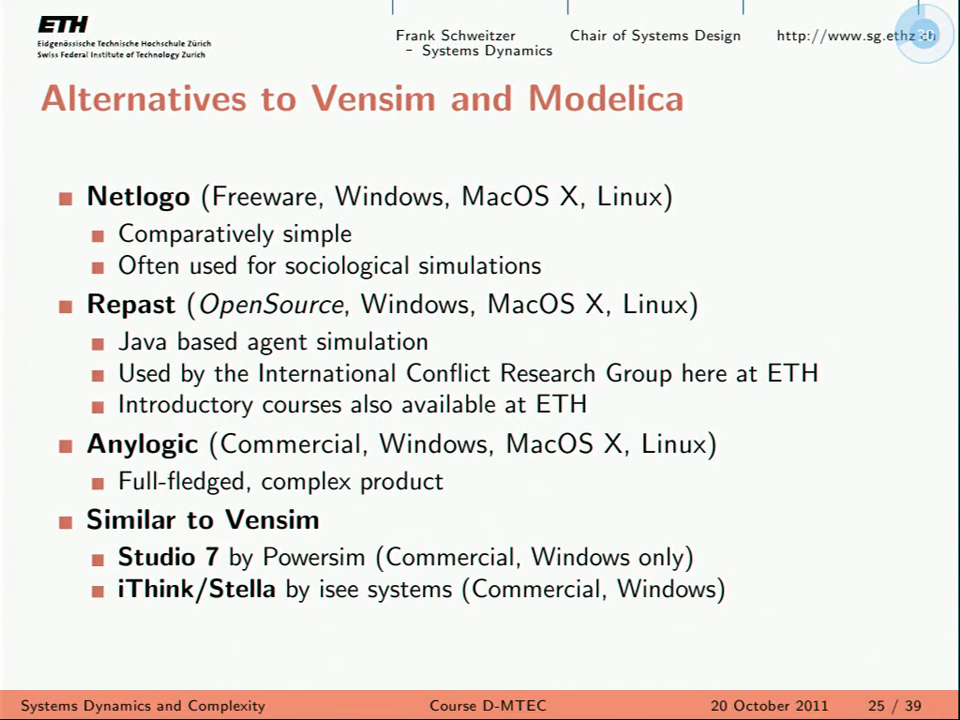 ETH
Eidgenössische Technische Hochschule Zürich
Swiss Federal Institute of Technology Zurich
Frank Schweitzer
– Systems Dynamics
Chair of Systems Design
http://www.sg.ethz.ch
Alternatives to Vensim and Modelica
Netlogo (Freeware, Windows, MacOS X, Linux)
Comparatively simple
Often used for sociological simulations
Repast (OpenSource, Windows, MacOS X, Linux)
Java based agent simulation
Used by the International Conflict Research Group here at ETH
Introductory courses also available at ETH
Anylogic (Commercial, Windows, MacOS X, Linux)
Full-fledged, complex product
Similar to Vensim
Studio 7 by Powersim (Commercial, Windows only)
iThink/Stella by isee systems (Commercial, Windows)
Systems Dynamics and Complexity
Course D-MTEC
20 October 2011
25 / 39